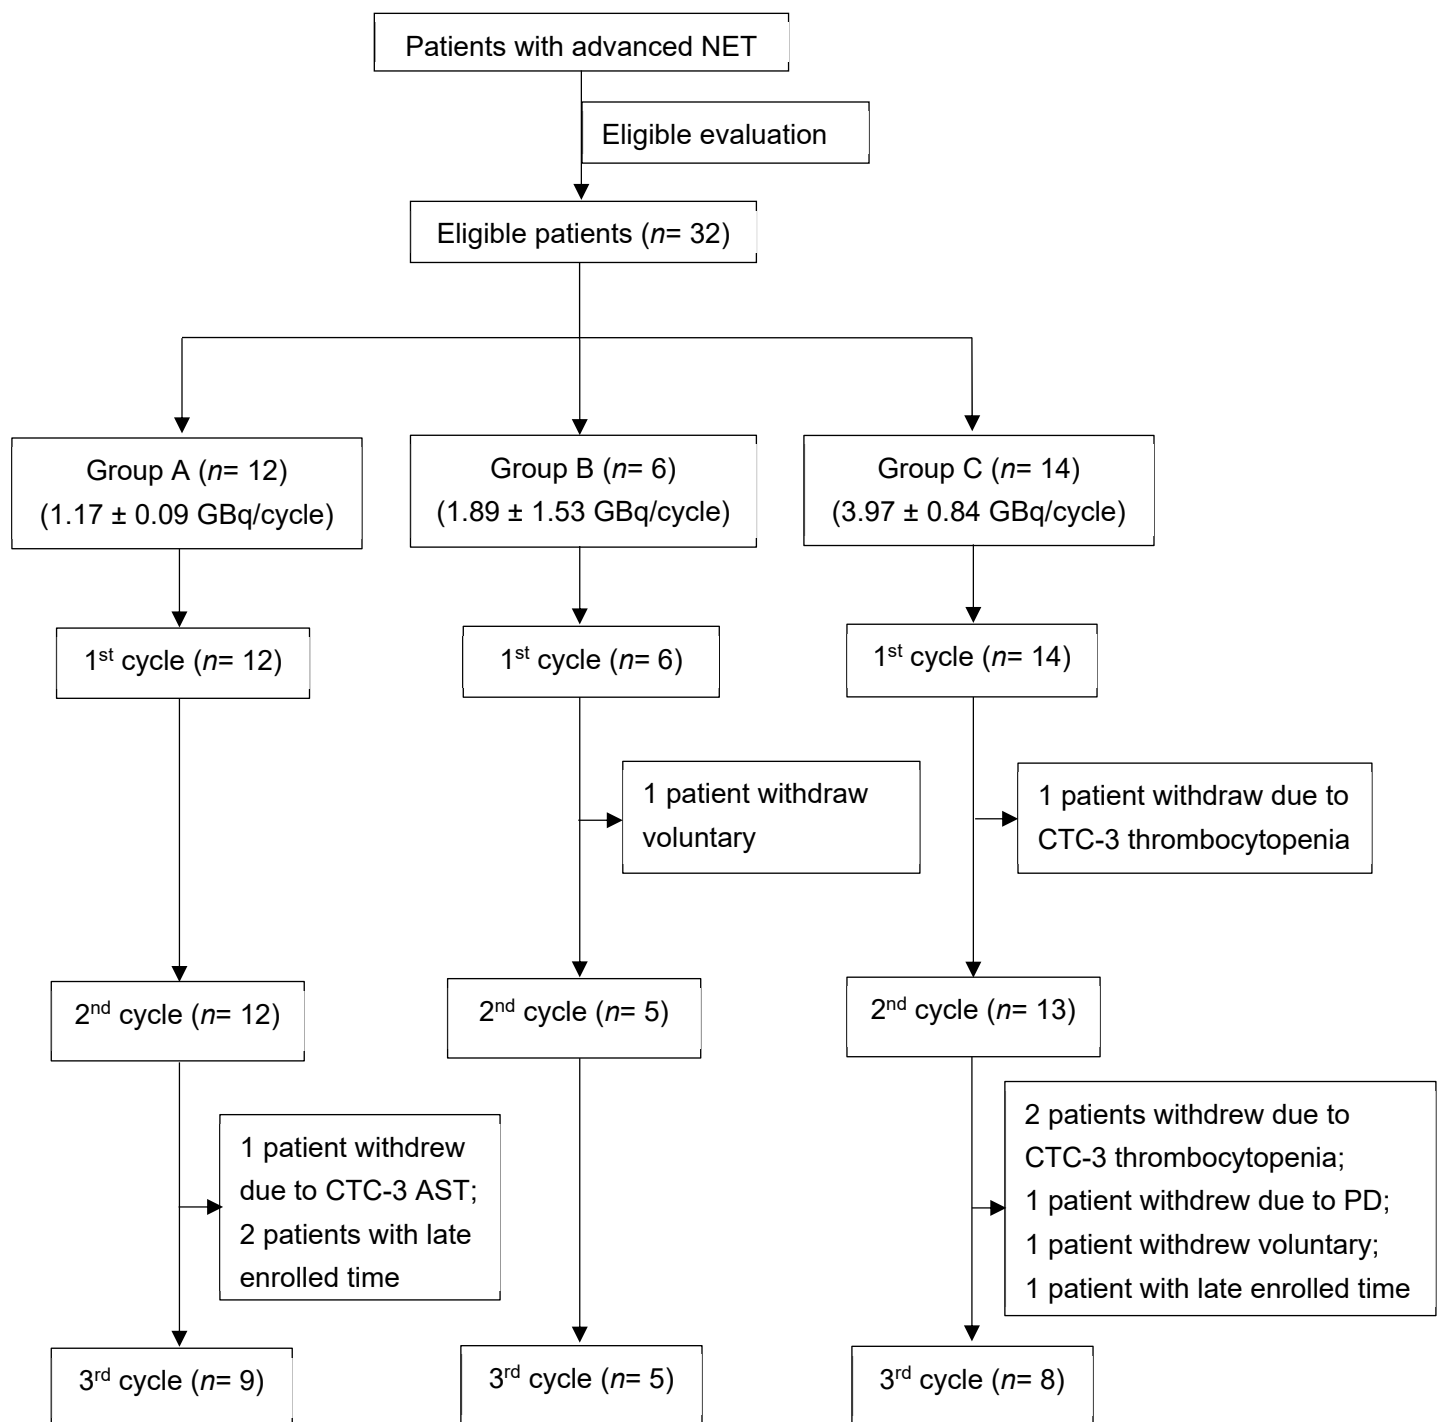 Patients with advanced NET
Eligible evaluation
Eligible patients (n= 32)
Group A (n= 12)
(1.17 ± 0.09 GBq/cycle)
Group B (n= 6)
(1.89 ± 1.53 GBq/cycle)
Group C (n= 14)
(3.97 ± 0.84 GBq/cycle)
1st cycle (n= 12)
1st cycle (n= 6)
1st cycle (n= 14)
1 patient withdraw
voluntary
1 patient withdraw due to
CTC-3 thrombocytopenia
2nd cycle (n= 12)
2nd cycle (n= 5)
2nd cycle (n= 13)
1 patient withdrew
due to CTC-3 AST;
2 patients with late
enrolled time
2 patients withdrew due to
CTC-3 thrombocytopenia;
1 patient withdrew due to PD;
1 patient withdrew voluntary;
1 patient with late enrolled time
3rd cycle (n= 9)
3rd cycle (n= 5)
3rd cycle (n= 8)